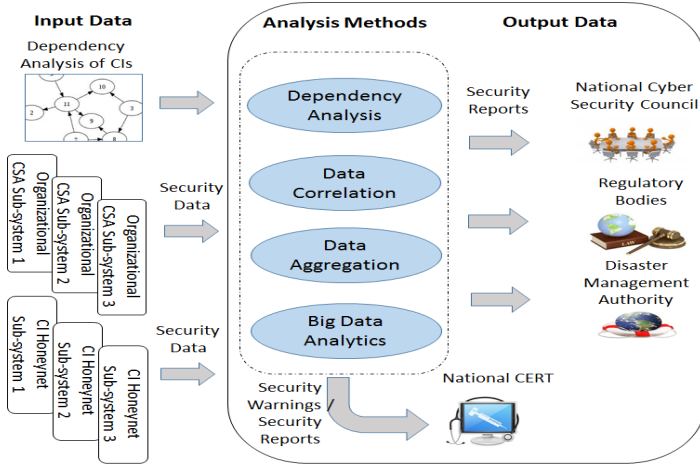 Input Data
Analysis Methods
Output Data
Dependency
Analysis of CIs
10
11
2
3
9
8
Organizational
CSA Sub-system 1
Organizational
CSA Sub-system 2
Organizational
CSA Sub-system 3
Security
Data
CI Honeynet
Sub-system 1
CI Honeynet
Sub-system 2
CI Honeynet
Sub-system 3
Security
Data
Dependency
Analysis
Data
Correlation
Data
Aggregation
Big Data
Analytics
Security
Reports
National Cyber
Security Council
Regulatory
Bodies
LAW
Disaster
Management
Authority
Security
Warnings /
Security
Reports
National CERT